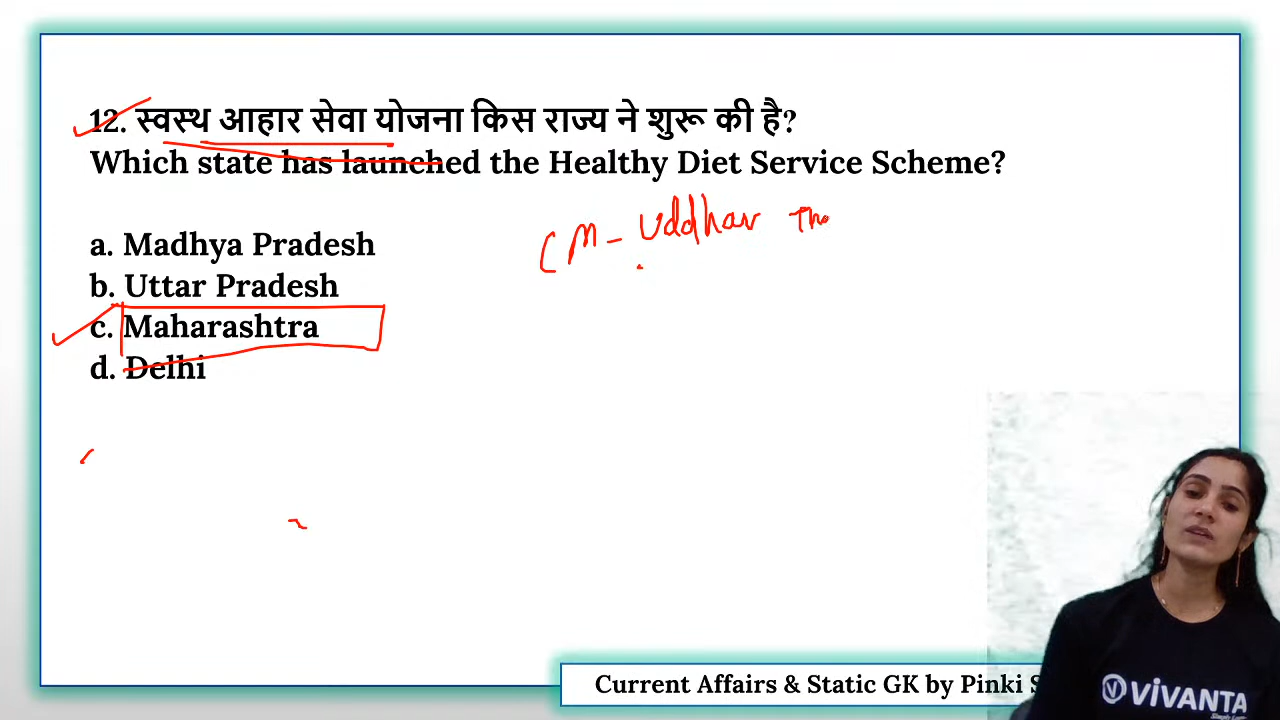 12. स्वस्थ आहार सेवा योजना किस राज्य ने शुरू की है?
Which state has launched the Healthy Diet Service Scheme?
CM - Uddhav Th
a. Madhya Pradesh
b. Uttar Pradesh
c. Maharashtra
d. Delhi
Current Affairs & Static GK by Pinki S
VIVANTA